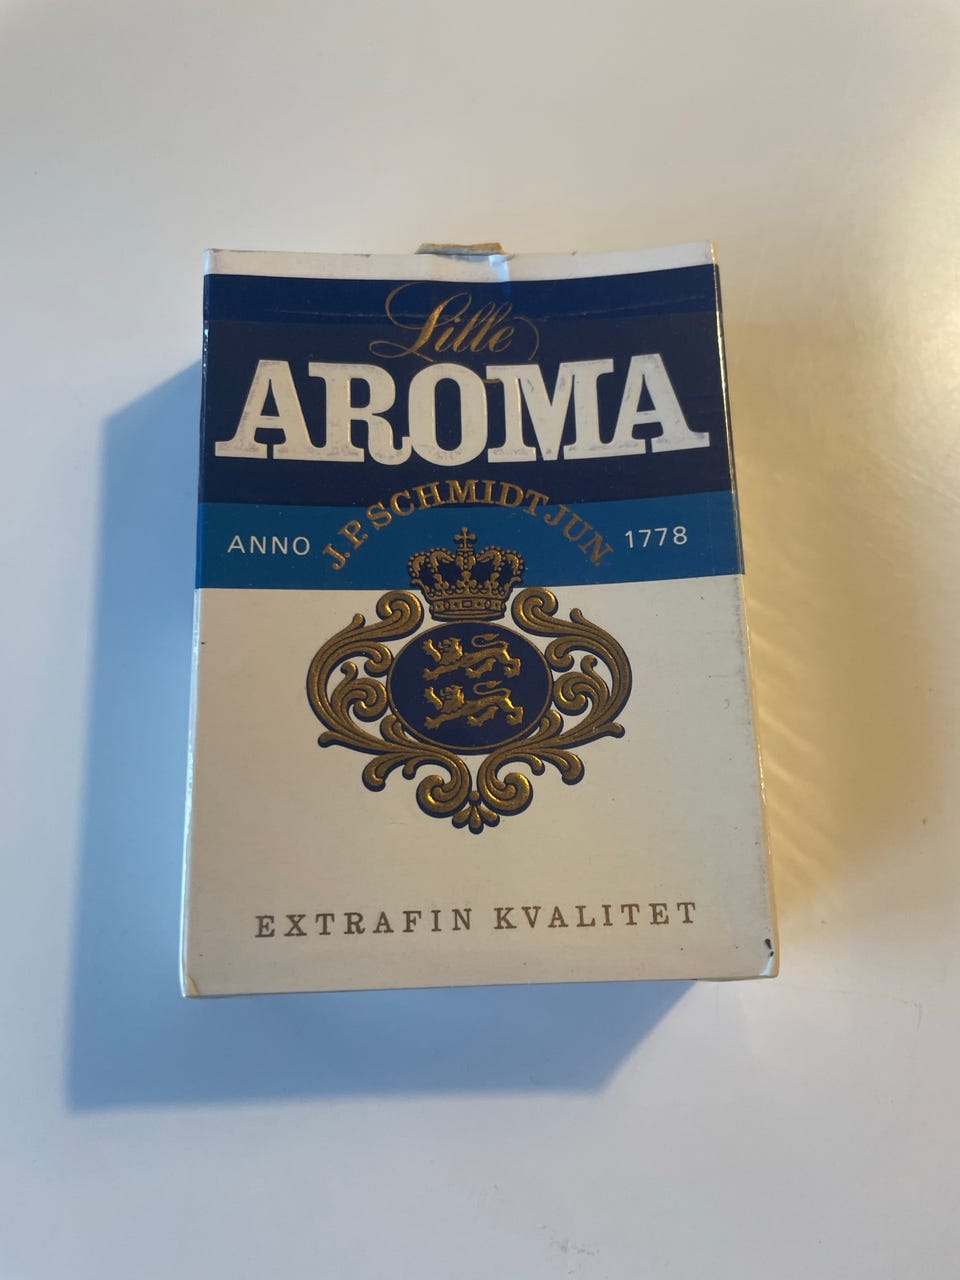 Lille
AROMA
J.P. SCHMIDT JUN
ANNO 1778
EXTRAFIN KVALITET